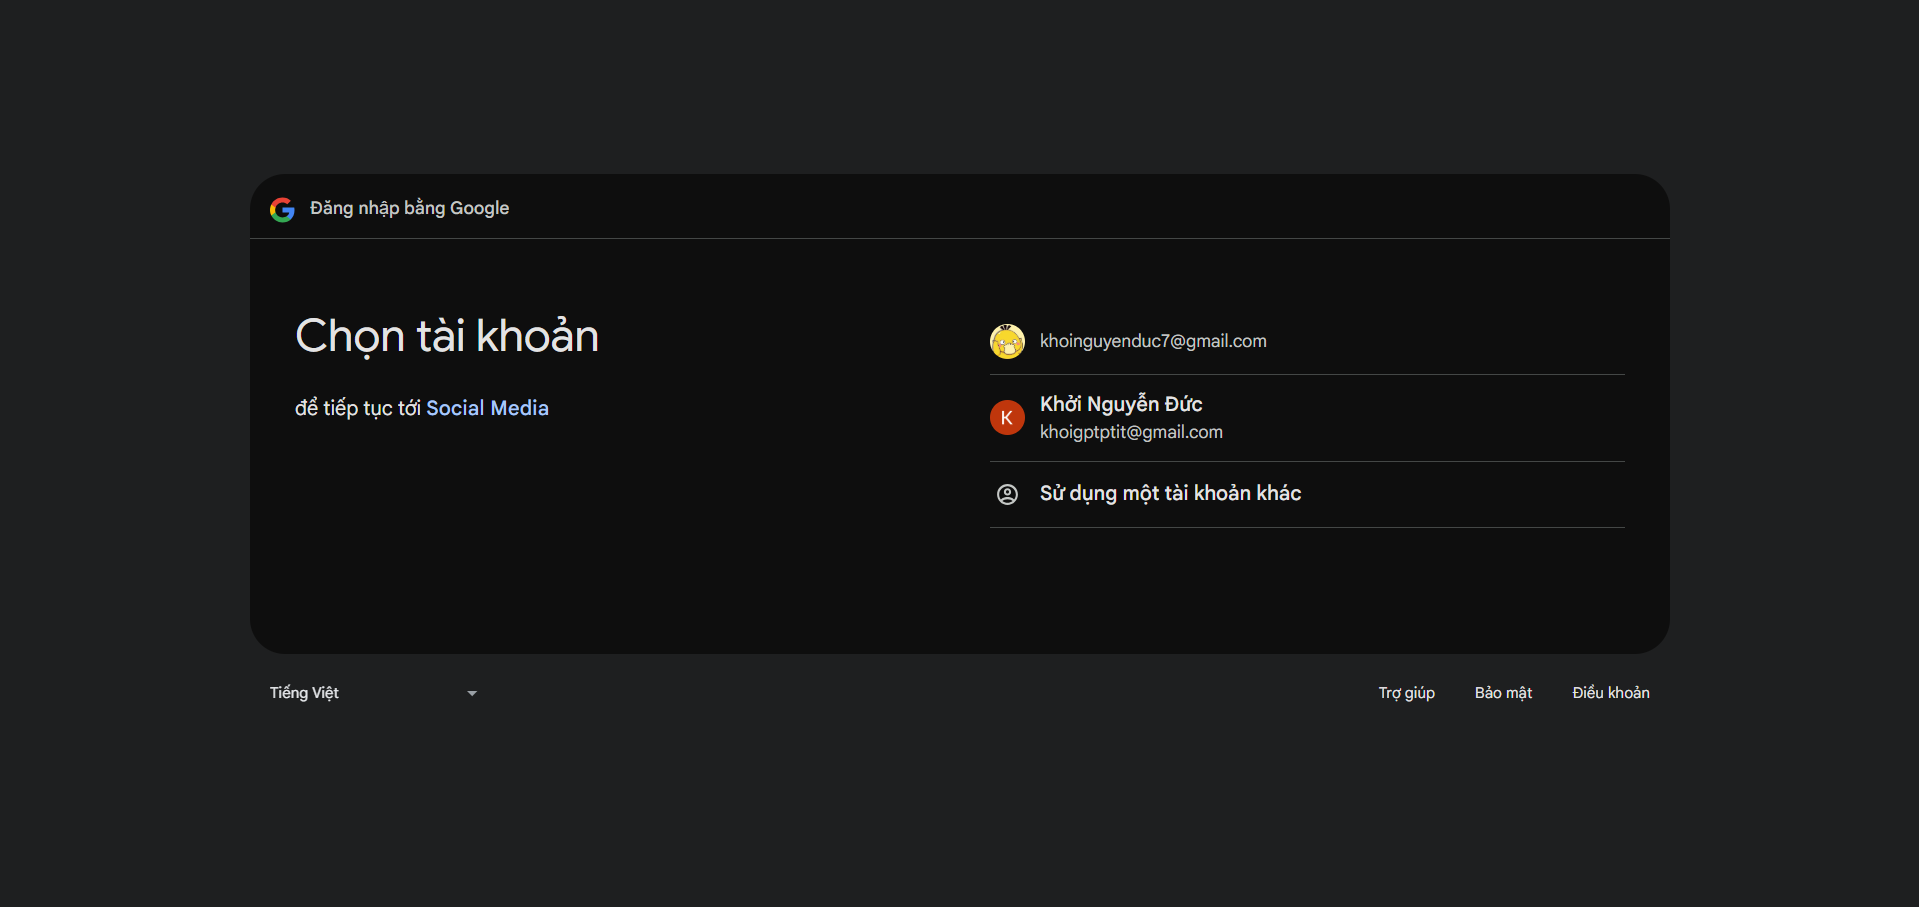 Đăng nhập bằng Google
Chọn tài khoản
để tiếp tục tới Social Media
khoinguyenduc7@gmail.com
K
Khởi Nguyễn Đức
khoigptptit@gmail.com
Sử dụng một tài khoản khác
Tiếng Việt
Trợ giúp
Bảo mật
Điều khoản